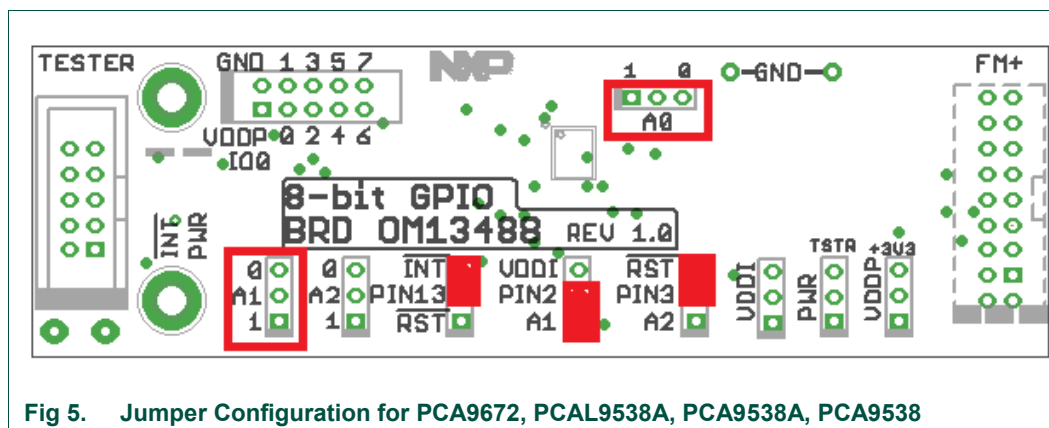 TESTER
GND 1 3 5 7
NXP
1 0
GND
FM+
A0
VDDP 0 2 4 6
IO0
8-bit GPIO
BRD OM13488 REV 1.0
INT
PWR
0
A1
1
0
A2
1
INT
PIN13
RST
VDDI
PIN2
A1
RST
PIN3
A2
VDDI
TSTR
PWR
+3V3
VDDP
Fig 5. Jumper Configuration for PCA9672, PCAL9538A, PCA9538A, PCA9538